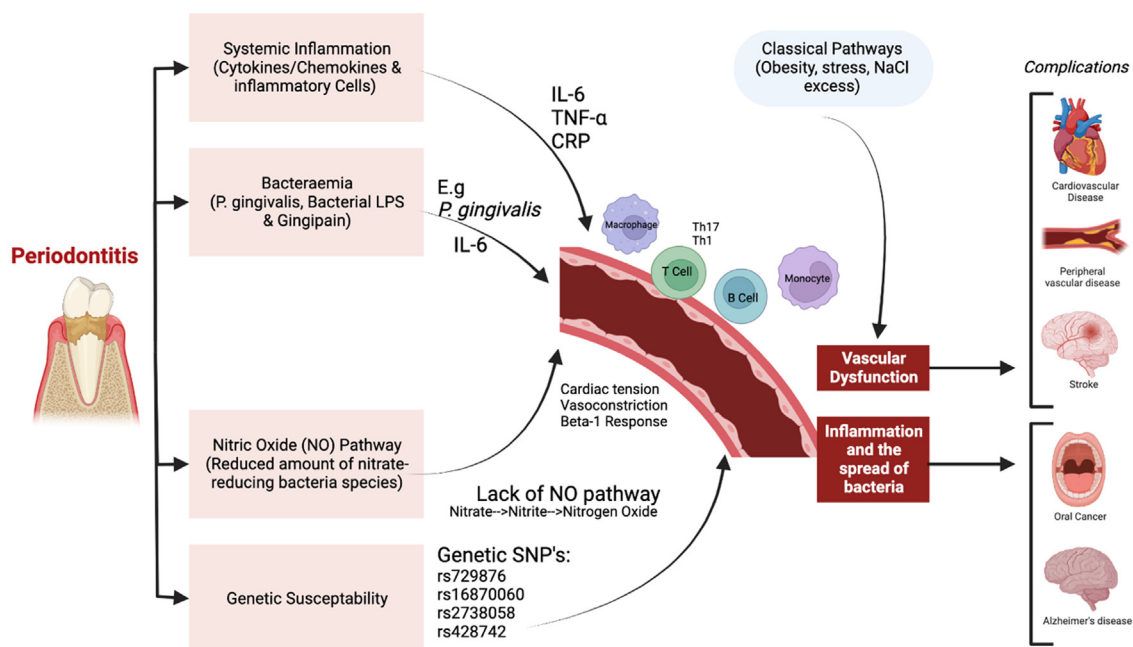 Periodontitis
Systemic Inflammation
(Cytokines/Chemokines &
inflammatory Cells)
Bacteraemia
(P. gingivalis, Bacterial LPS
& Gingipain)
Nitric Oxide (NO) Pathway
(Reduced amount of nitrate-
reducing bacteria species)
Genetic Susceptability
IL-6
TNF-α
CRP
E.g
P. gingivalis
IL-6
Lack of NO pathway
Nitrate-->Nitrite-->Nitrogen Oxide
Genetic SNP's:
rs729876
rs16870060
rs2738058
rs428742
Macrophage
Th17
Th1
T Cell
B Cell
Monocyte
Cardiac tension
Vasoconstriction
Beta-1 Response
Classical Pathways
(Obesity, stress, NaCl
excess)
Vascular
Dysfunction
Inflammation
and the
spread of
bacteria
Complications
Cardiovascular
Disease
Peripheral
vascular disease
Stroke
Oral Cancer
Alzheimer's disease